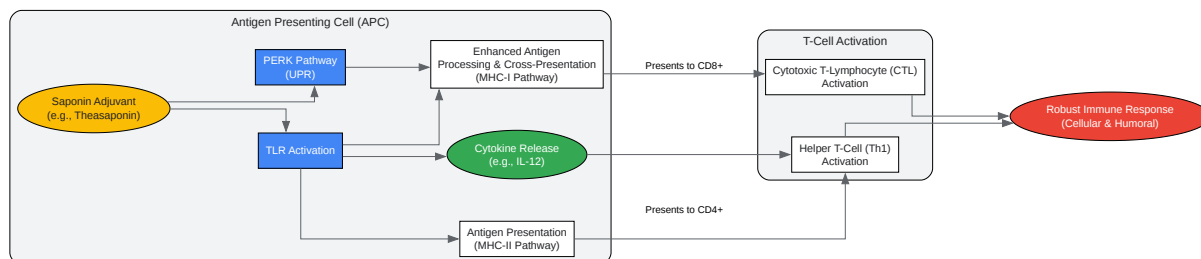 Antigen Presenting Cell (APC)
T-Cell Activation
PERK Pathway
(UPR)
Enhanced Antigen
Processing & Cross-Presentation
(MHC-I Pathway)
Presents to CD8+
Cytotoxic T-Lymphocyte (CTL)
Activation
Saponin Adjuvant
(e.g., Theasaponin)
Robust Immune Response
(Cellular & Humoral)
TLR Activation
Cytokine Release
(e.g., IL-12)
Helper T-Cell (Th1)
Activation
Presents to CD4+
Antigen Presentation
(MHC-II Pathway)